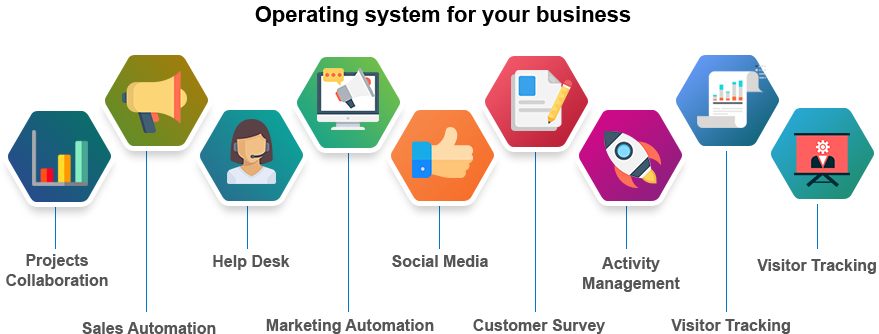 Operating system for your business
Projects
Collaboration
Sales Automation
Help Desk
Marketing Automation
Social Media
Customer Survey
Activity
Management
Visitor Tracking
Visitor Tracking